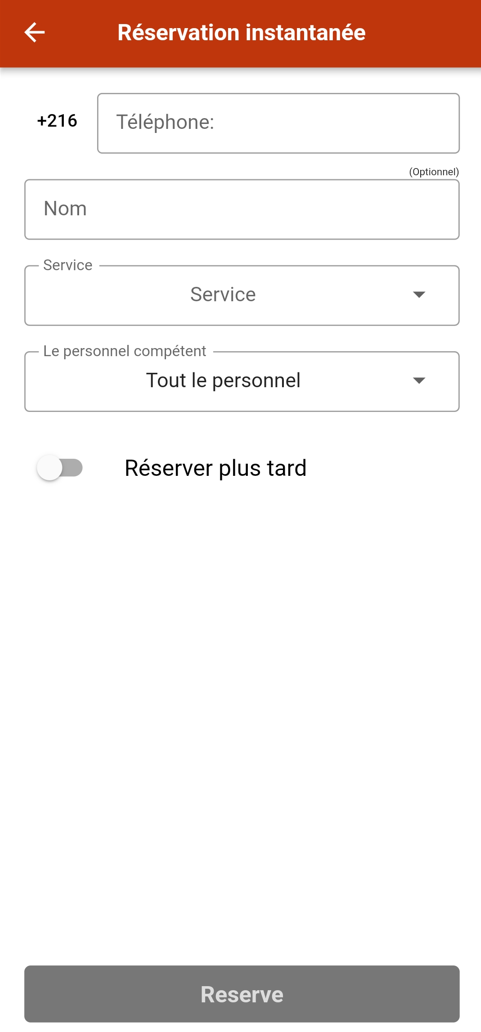 Réservation instantanée
+216
Téléphone:
(Optionnel)
Nom
Service
Service
Le personnel compétent
Tout le personnel
Réserver plus tard
Reserve